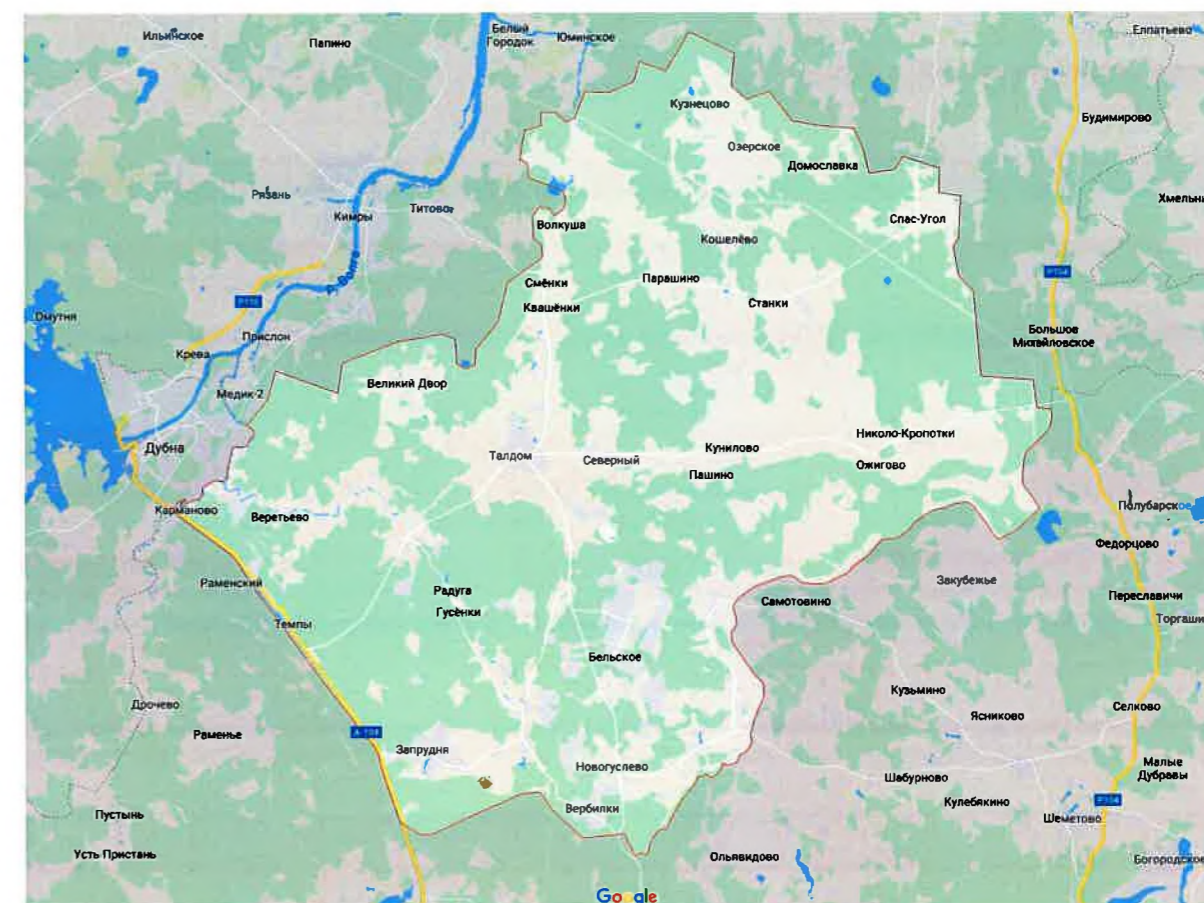 Белый
Городок
Юминское
Ильинское
Папино
Елпатьево
Кузнецово
Будимирово
Озерское
Домославка
Рязань
Кимры
Титово
Хмельн
Волкуша
Спас-Угол
Кошелёво
р. Волга
Смёнки
Парашино
Р104
Р115
Квашёнки
Станки
Омутня
Прислон
Большое
Михайловское
Крева
Медик-2
Великий Двор
Николо-Кропотки
Дубна
Талдом
Северный
Кунилово
Пашино
Ожигово
Карманово
Веретьево
Полубарское
Федорцово
Раменский
Радуга
Закубежье
Гусёнки
Самотовино
Переславичи
Темпы
Торгаши
Бельское
Дрочево
Кузьмино
Раменье
А-104
Ясниково
Селково
Запрудня
Новогуслево
Шабурново
Малые
Дубравы
Вербилки
Кулебякино
Р104
Пустынь
Шеметово
Усть Пристань
Ольявидово
Богородское
Google